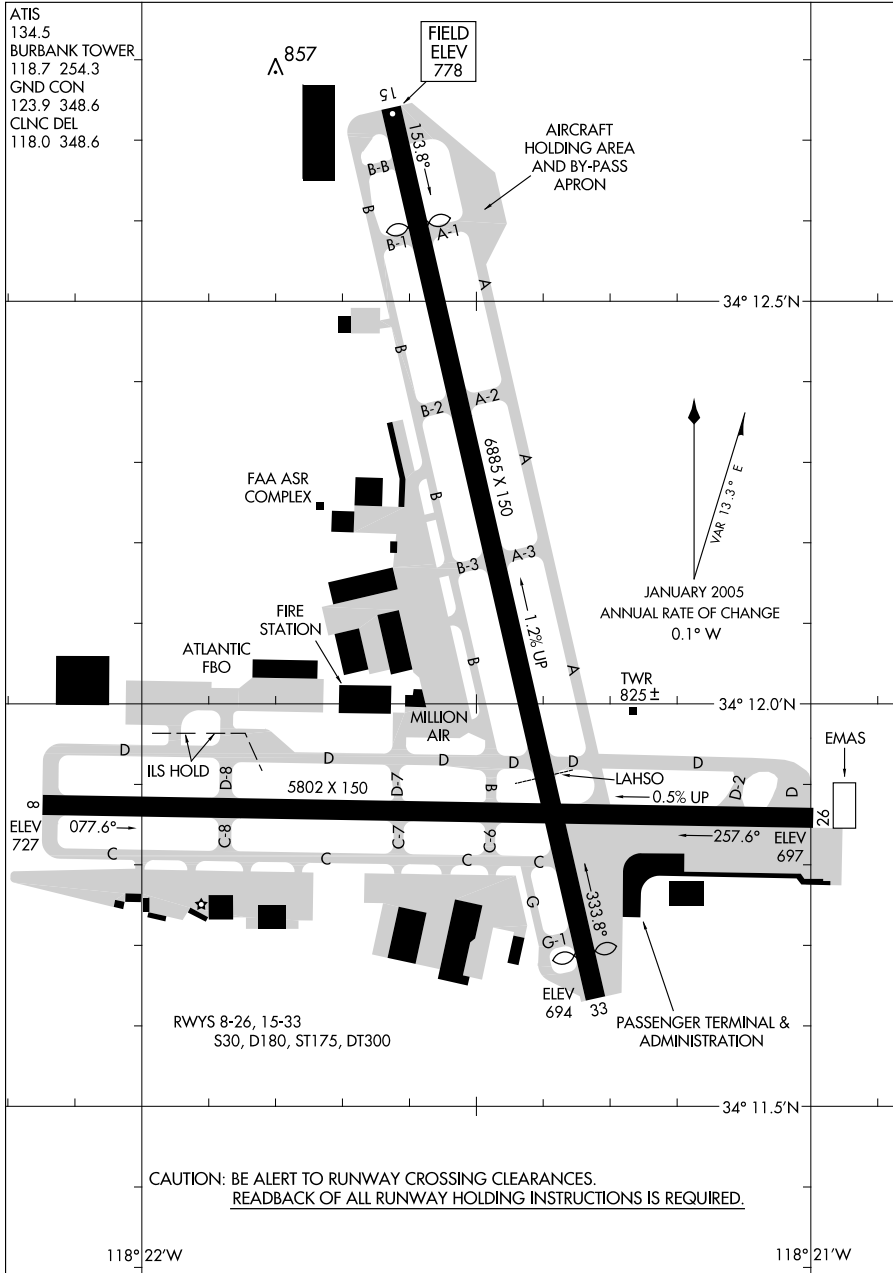 ATIS
134.5
BURBANK TOWER
118.7 254.3
GND CON
123.9 348.6
CLNC DEL
118.0 348.6
857
FIELD
ELEV
778
15
153.8°
AIRCRAFT
HOLDING AREA
AND BY-PASS
APRON
B-B
B
B-1
A-1
A
34° 12.5'N
B
B-2
A-2
6885 X 150
A
VAR 13.3° E
FAA ASR
COMPLEX
B
B-3
A-3
JANUARY 2005
ANNUAL RATE OF CHANGE
0.1° W
1.2% UP
FIRE
STATION
ATLANTIC
FBO
B
A
TWR
825±
34° 12.0'N
MILLION
AIR
EMAS
D
ILS HOLD
D-8
D
D-7
D
D
D
D
LAHSO
D-2
D
B
5802 X 150
0.5% UP
8
26
ELEV
727
077.6°
257.6°
ELEV
697
C-8
C-7
C-6
C
C
C
C
G
333.8°
G-1
ELEV
694
33
PASSENGER TERMINAL &
ADMINISTRATION
RWYS 8-26, 15-33
S30, D180, ST175, DT300
34° 11.5'N
CAUTION: BE ALERT TO RUNWAY CROSSING CLEARANCES.
READBACK OF ALL RUNWAY HOLDING INSTRUCTIONS IS REQUIRED.
118° 22'W
118° 21'W